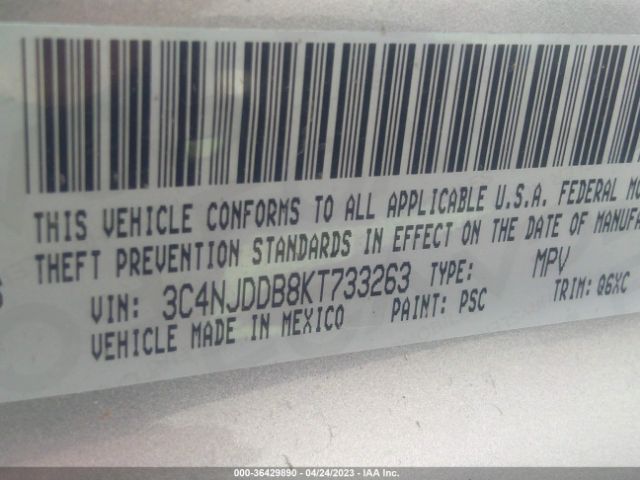 THIS VEHICLE CONFORMS TO ALL APPLICABLE U.S.A. FEDERAL MO
THEFT PREVENTION STANDARDS IN EFFECT ON THE DATE OF MANUFA
VIN: 3C4NJDDB8KT733263 TYPE: MPV
VEHICLE MADE IN MEXICO PAINT: PSC TRIM: Q6XC
000-36429890 04/24/2023 IAA Inc.